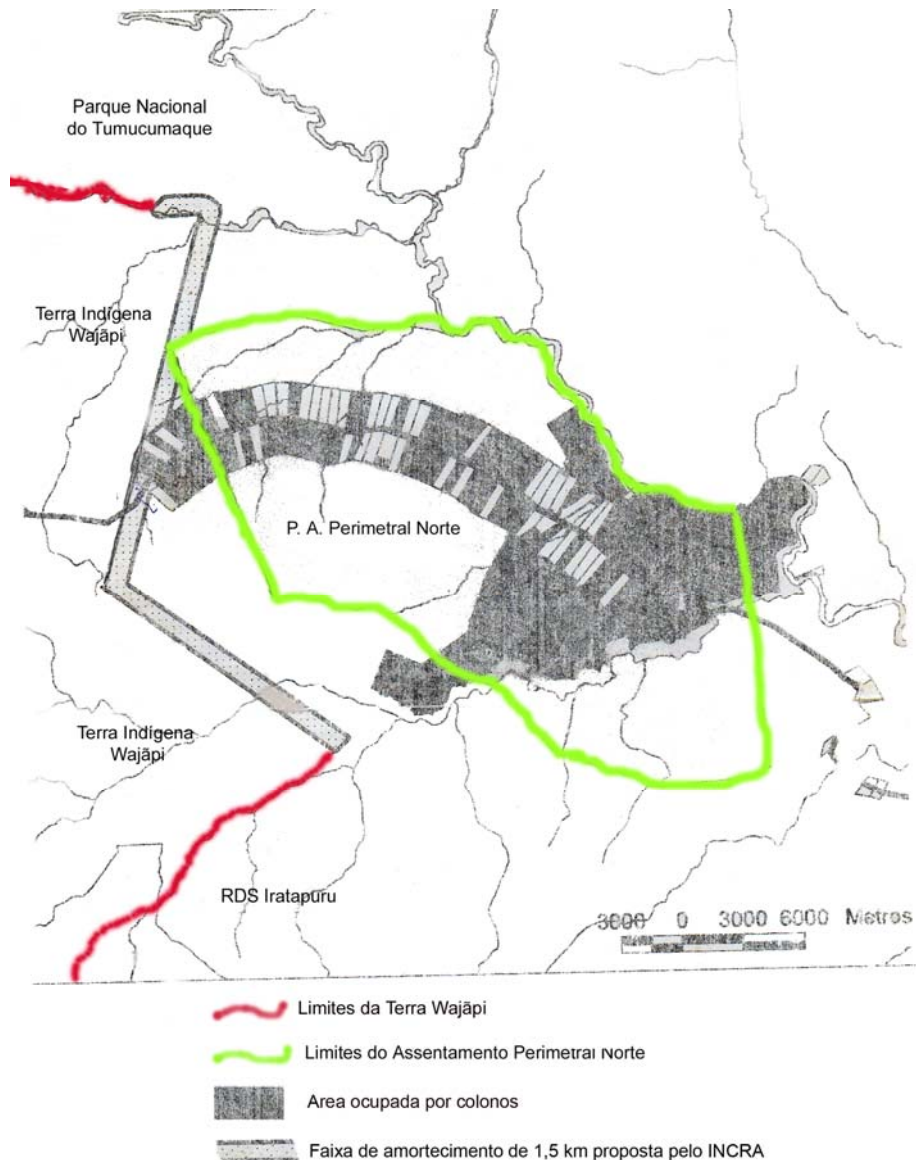 Parque Nacional
do Tumucumaque
Terra Indígena
Wajãpi
P. A. Perimetral Norte
Terra Indígena
Wajãpi
RDS Iratapuru
3000 0 3000 6000 Metros
Limites da Terra Wajãpi
Limites do Assentamento Perimetral Norte
Area ocupada por colonos
Faixa de amortecimento de 1,5 km proposta pelo INCRA